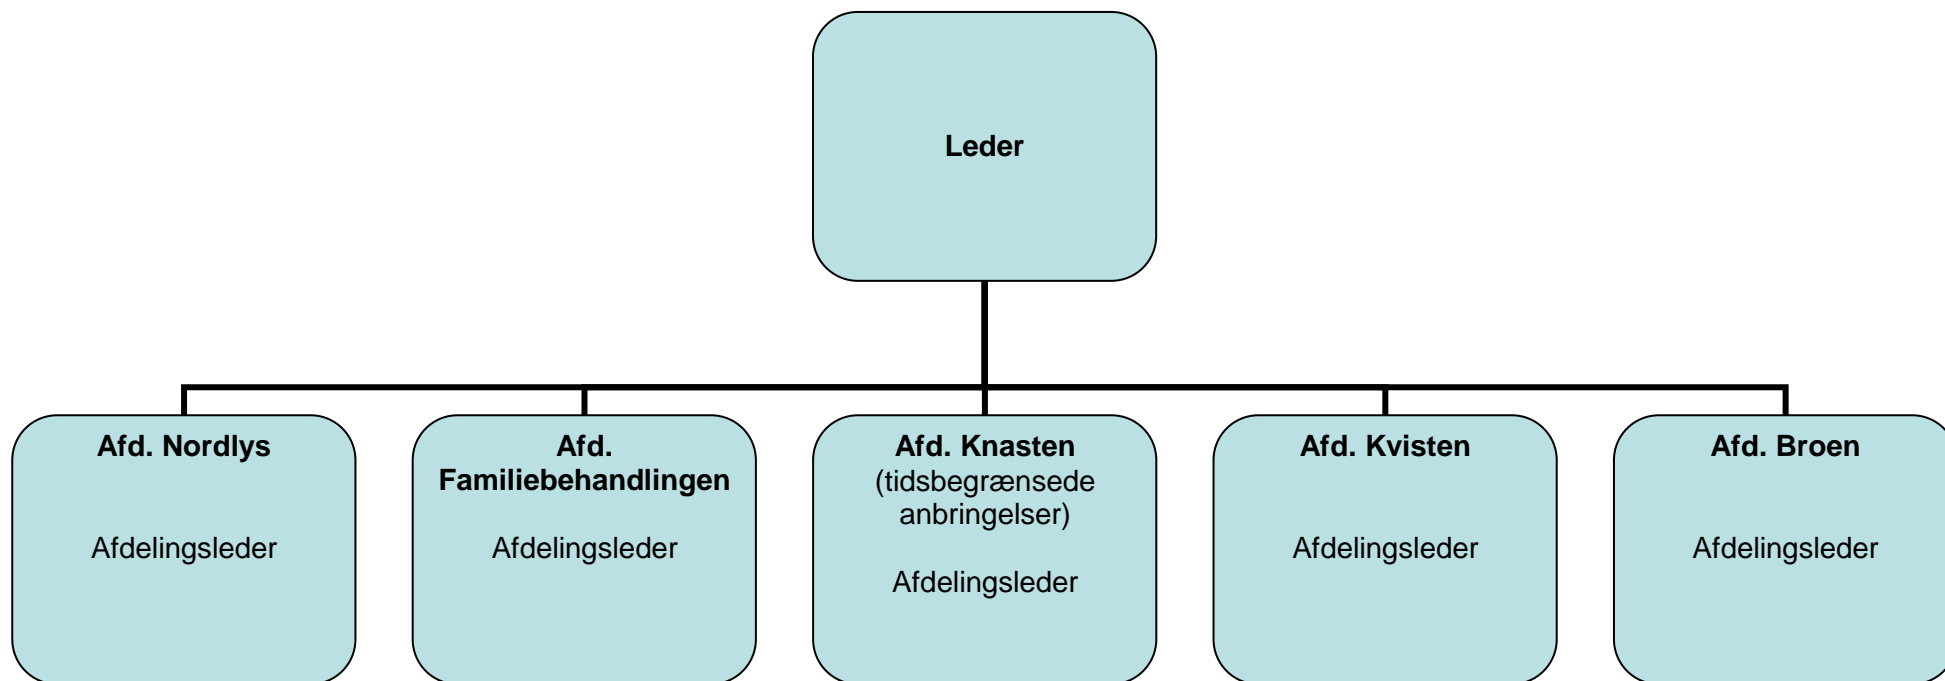 Leder
Afd. Nordlys
Afdelingsleder
Afd.
Familiebehandlingen
Afdelingsleder
Afd. Knasten
(tidsbegrænsede
anbringelser)
Afdelingsleder
Afd. Kvisten
Afdelingsleder
Afd. Broen
Afdelingsleder